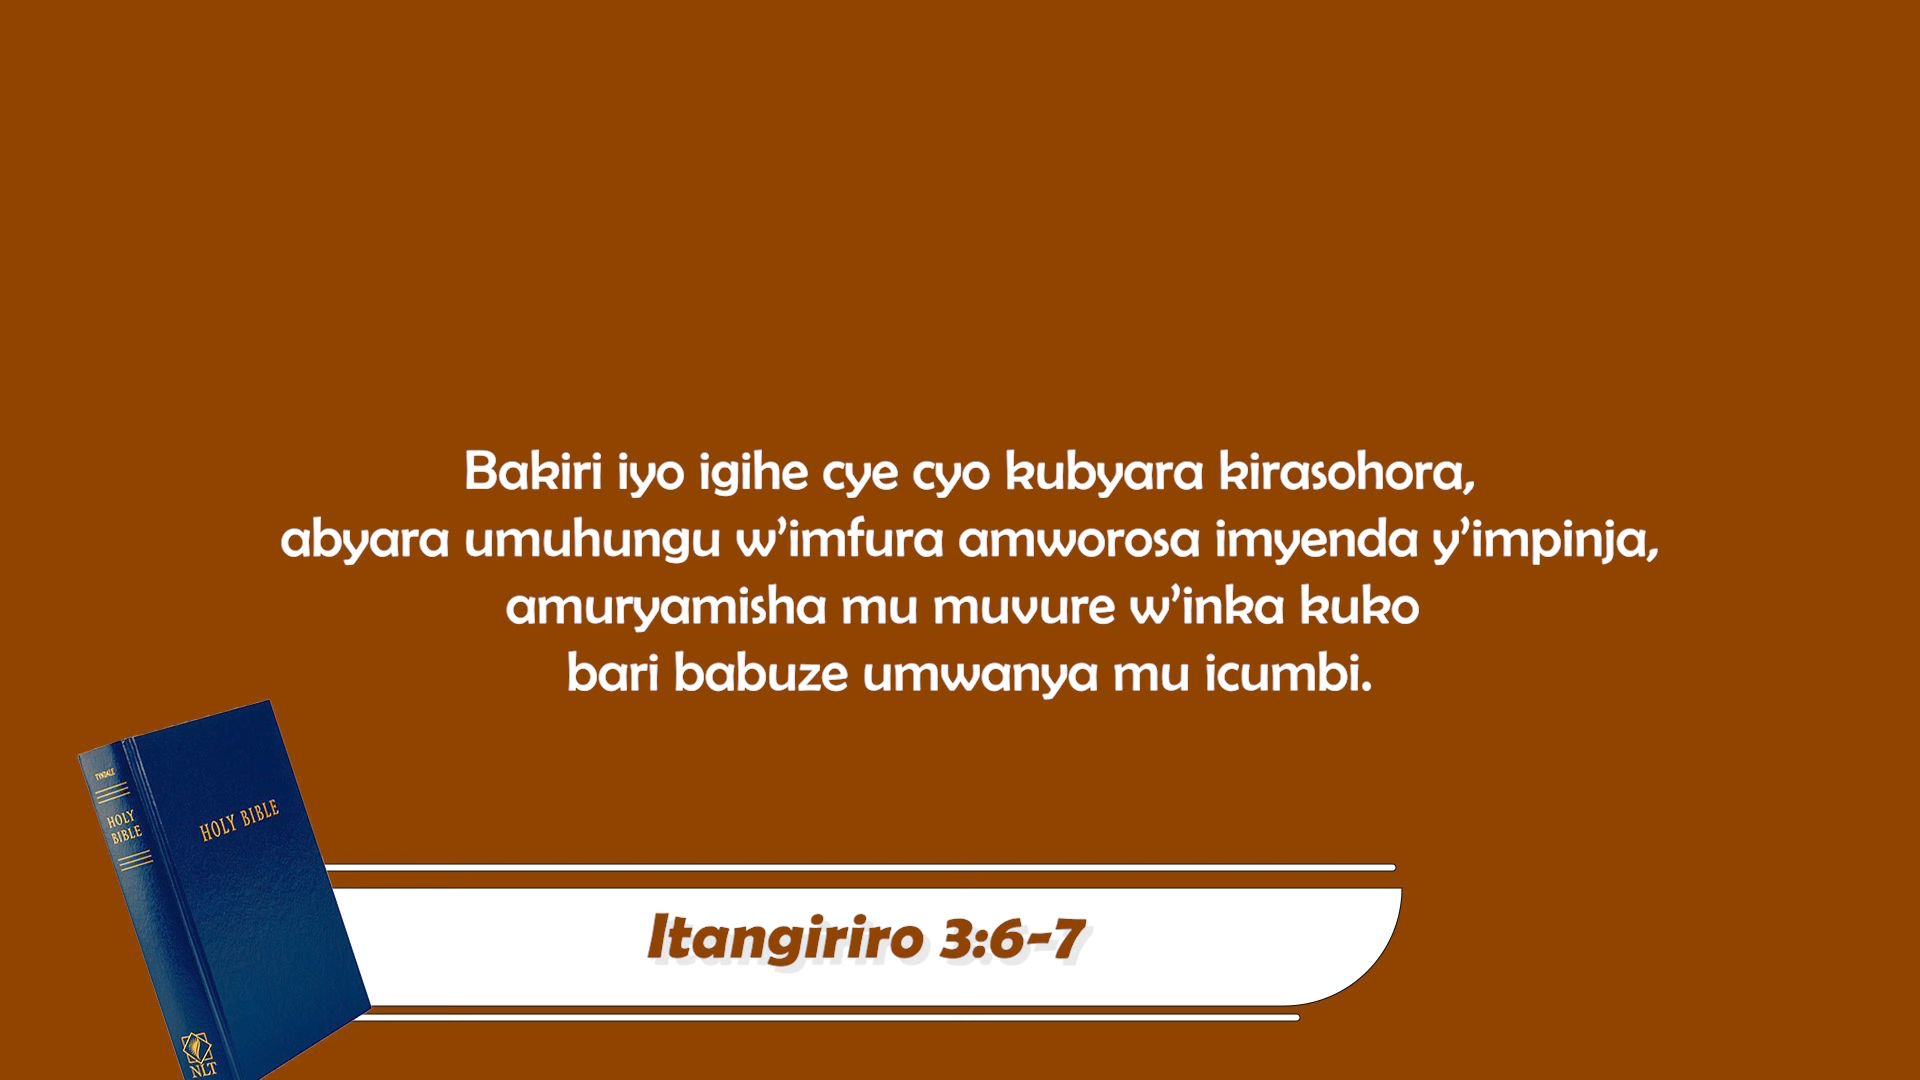 Bakiri iyo igihe cye cyo kubyara kirasohora,
abyara umuhungu w’imfura amworosa imyenda y’impinja,
amuryamisha mu muvure w’inka kuko
bari babuze umwanya mu icumbi.
TYNDALE
HOLY
BIBLE
HOLY BIBLE
NLT
Itangiriro 3:6-7